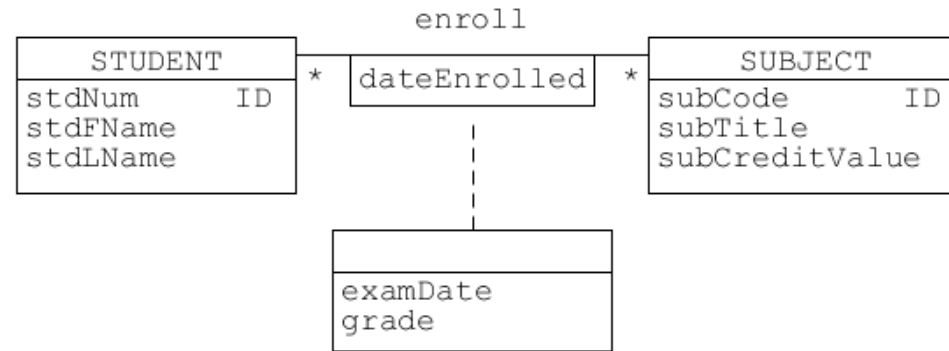 enroll
STUDENT
* dateEnrolled *
SUBJECT
stdNum ID
stdFName
stdLName
subCode ID
subTitle
subCreditValue
examDate
grade